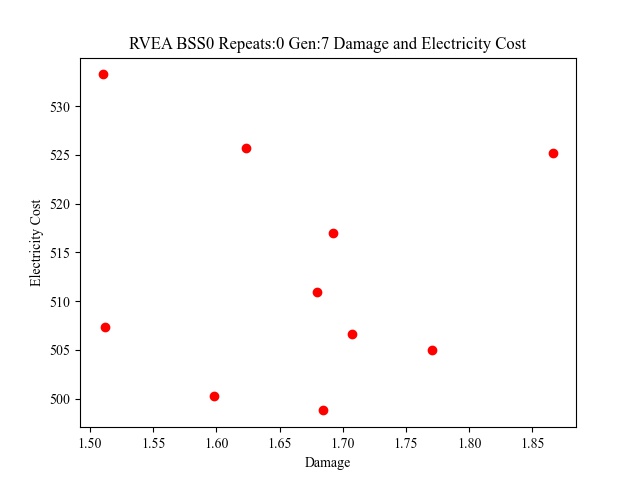 RVEA BSS0 Repeats:0 Gen:7 Damage and Electricity Cost
530
525
520
515
510
505
500
Electricity Cost
1.50 1.55 1.60 1.65 1.70 1.75 1.80 1.85
Damage